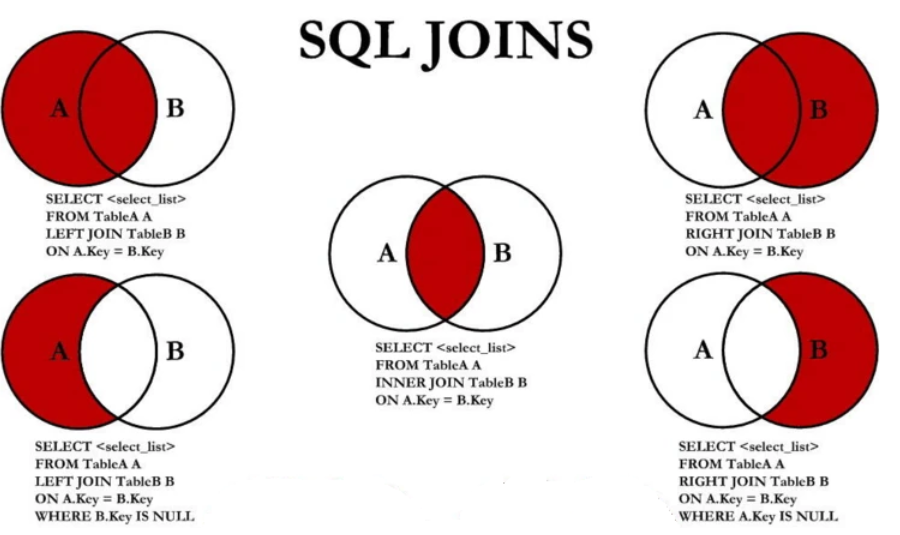 SQL JOINS
A
B
SELECT <select_list>
FROM TableA A
LEFT JOIN TableB B
ON A.Key = B.Key
A
B
SELECT <select_list>
FROM TableA A
RIGHT JOIN TableB B
ON A.Key = B.Key
A
B
SELECT <select_list>
FROM TableA A
INNER JOIN TableB B
ON A.Key = B.Key
A
B
SELECT <select_list>
FROM TableA A
LEFT JOIN TableB B
ON A.Key = B.Key
WHERE B.Key IS NULL
A
B
SELECT <select_list>
FROM TableA A
RIGHT JOIN TableB B
ON A.Key = B.Key
WHERE A.Key IS NULL